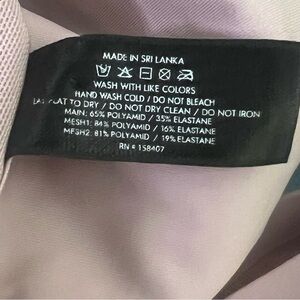 MADE IN SRI LANKA
WASH WITH LIKE COLORS
HAND WASH COLD / DO NOT BLEACH
LAY FLAT TO DRY / DO NOT DRY CLEAN / DO NOT IRON
MAIN: 65% POLYAMID / 35% ELASTANE
MESH1: 84% POLYAMID / 16% ELASTANE
MESH2: 81% POLYAMID / 19% ELASTANE
RN# 158407